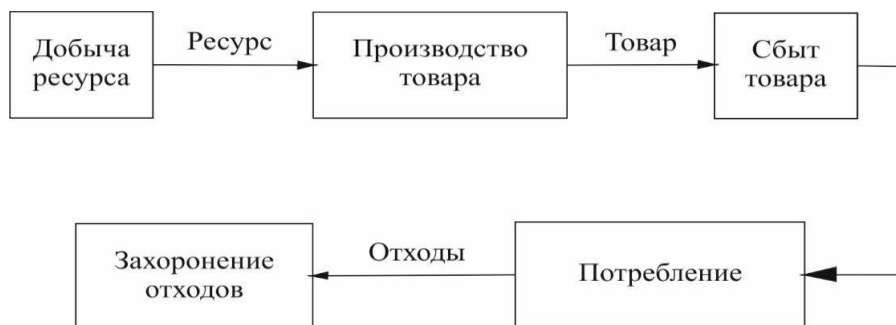 Добыча
ресурса
Ресурс
Производство
товара
Товар
Сбыт
товара
Захоронение
отходов
Отходы
Потребление